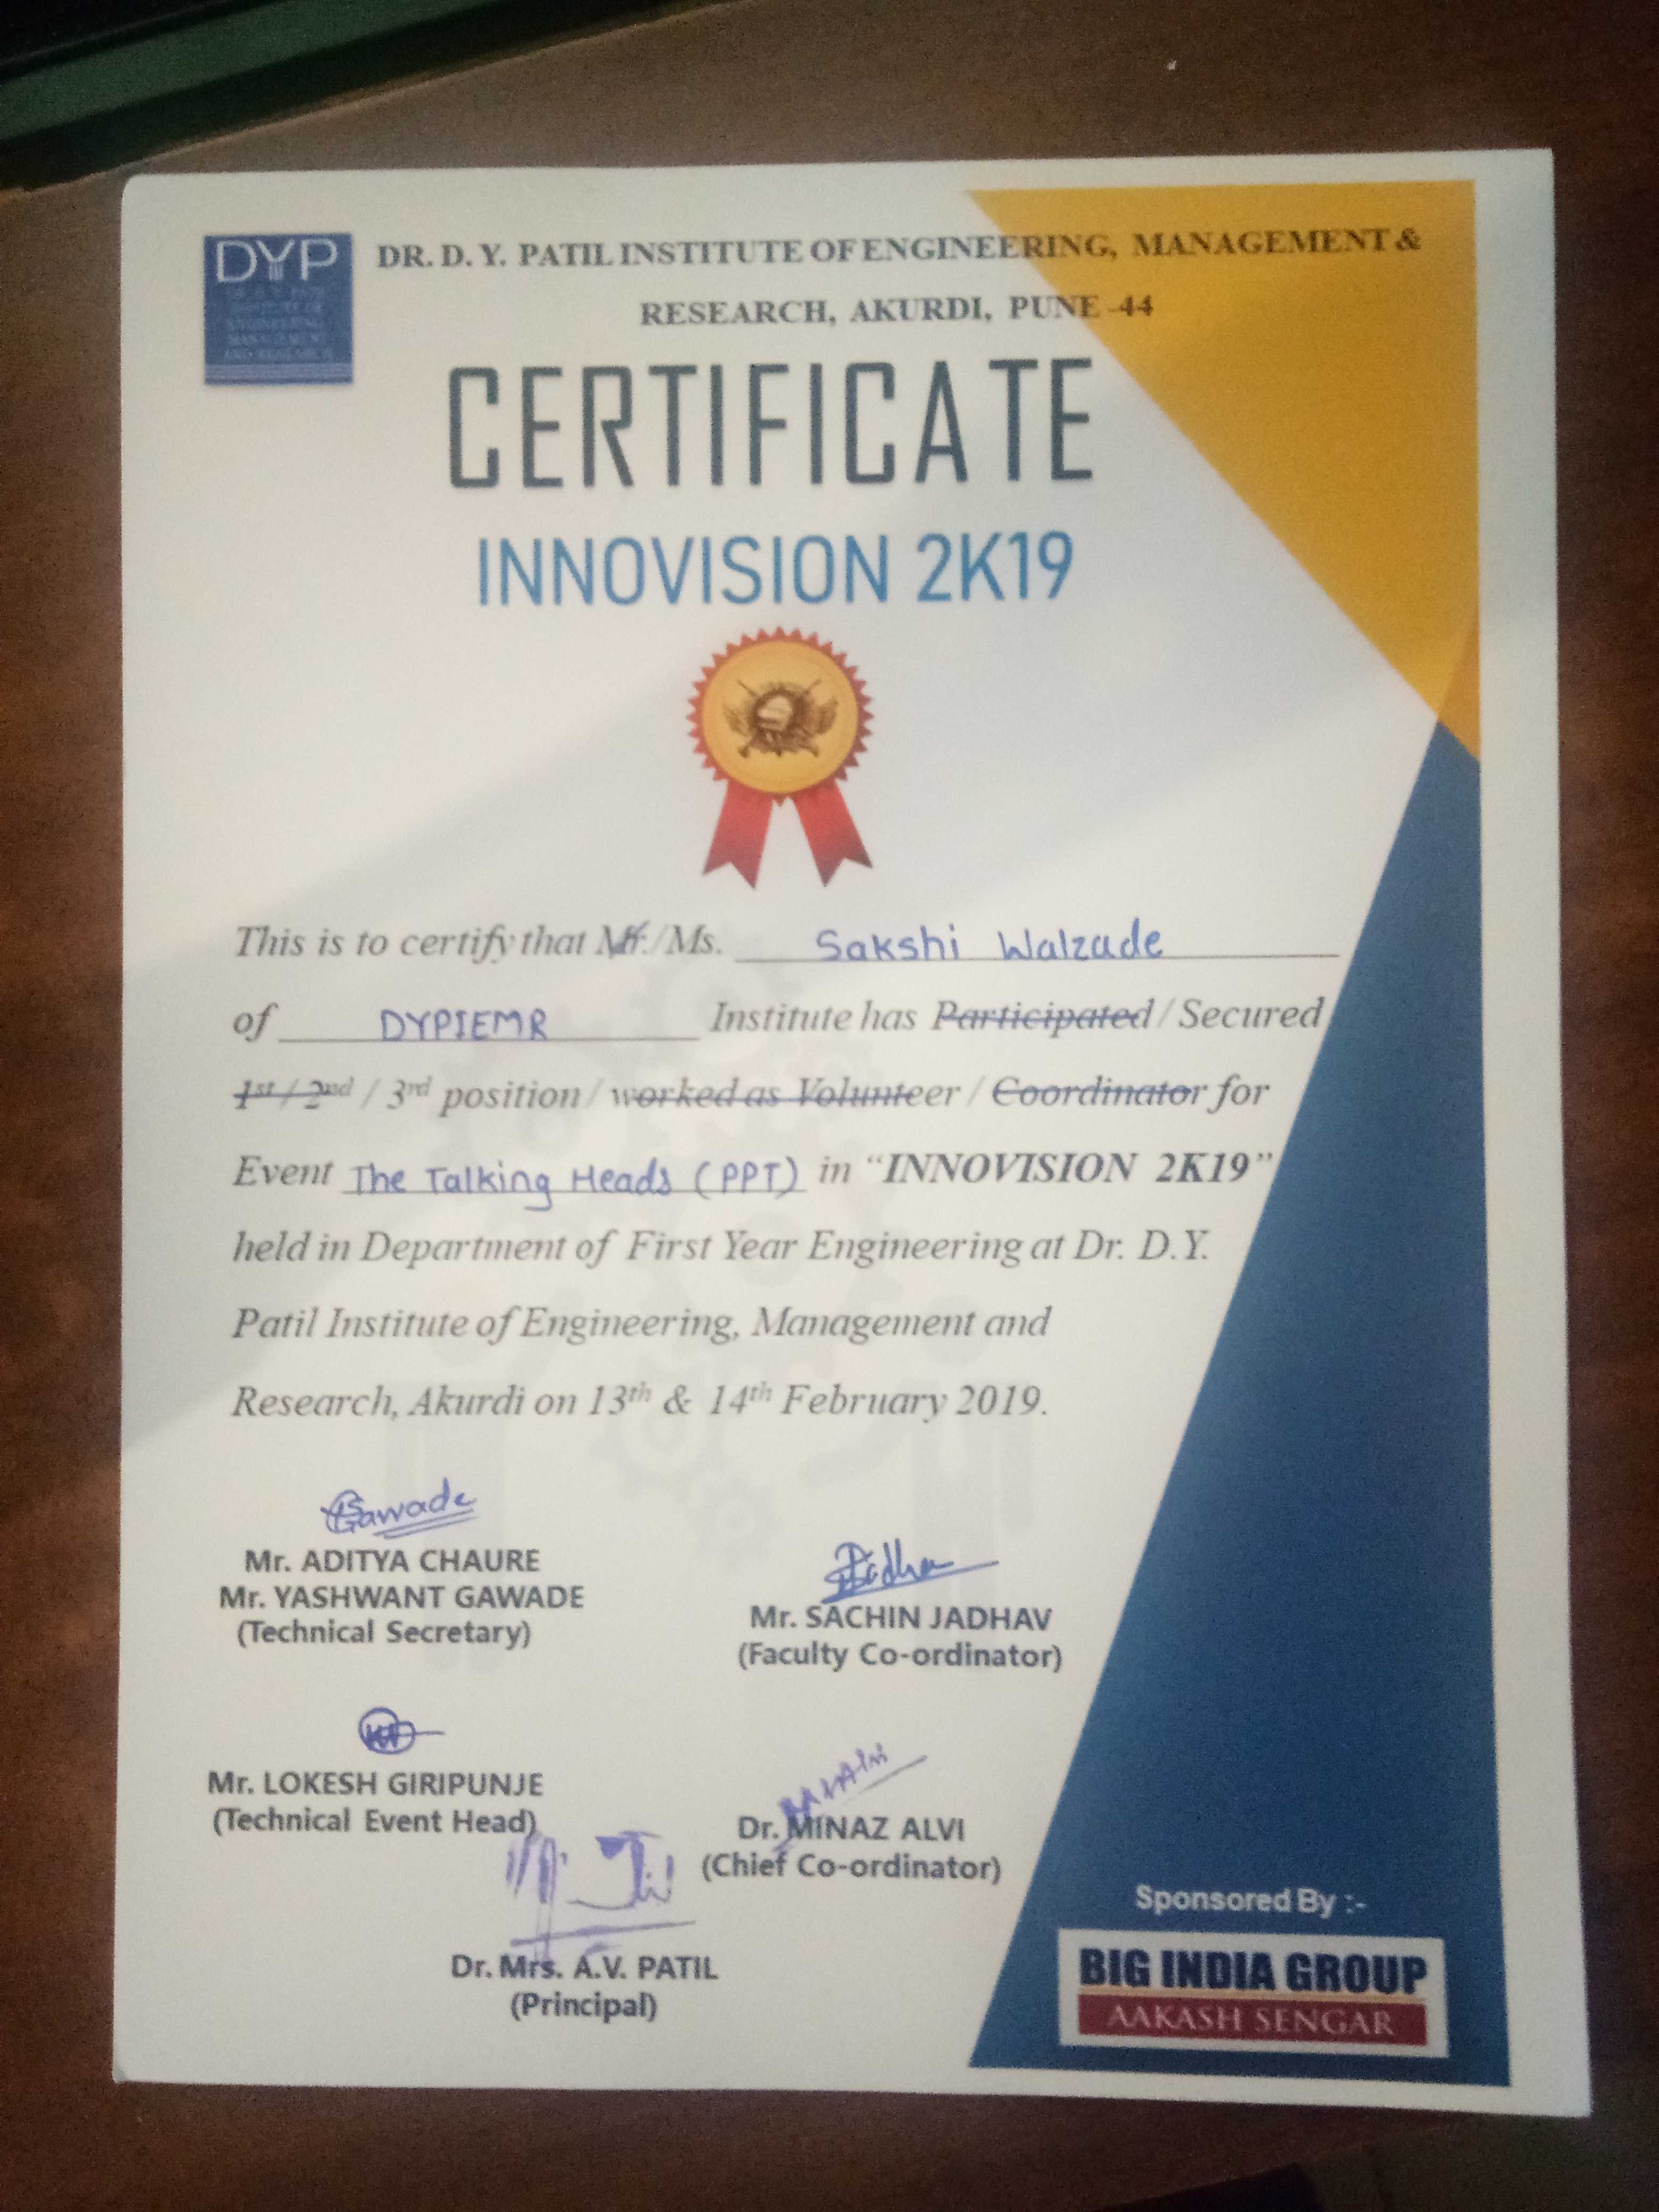 DYP
DR. D. Y. PATIL INSTITUTE OF ENGINEERING, MANAGEMENT &
RESEARCH, AKURDI, PUNE -44
CERTIFICATE
INNOVISION 2K19
This is to certify that Mr./Ms. Sakshi Walzade
of DYPIEMR Institute has Participated / Secured
1st / 2nd / 3rd position / worked as Volunteer / Coordinator for
Event The Talking Heads (PPT) in “INNOVISION 2K19”
held in Department of First Year Engineering at Dr. D.Y.
Patil Institute of Engineering, Management and
Research, Akurdi on 13th & 14th February 2019.
Gawade
Mr. ADITYA CHAURE
Mr. YASHWANT GAWADE
(Technical Secretary)
Mr. SACHIN JADHAV
(Faculty Co-ordinator)
Mr. LOKESH GIRIPUNJE
(Technical Event Head)
Dr. MINAZ ALVI
(Chief Co-ordinator)
Dr. Mrs. A.V. PATIL
(Principal)
Sponsored By :-
BIG INDIA GROUP
AAKASH SENGAR